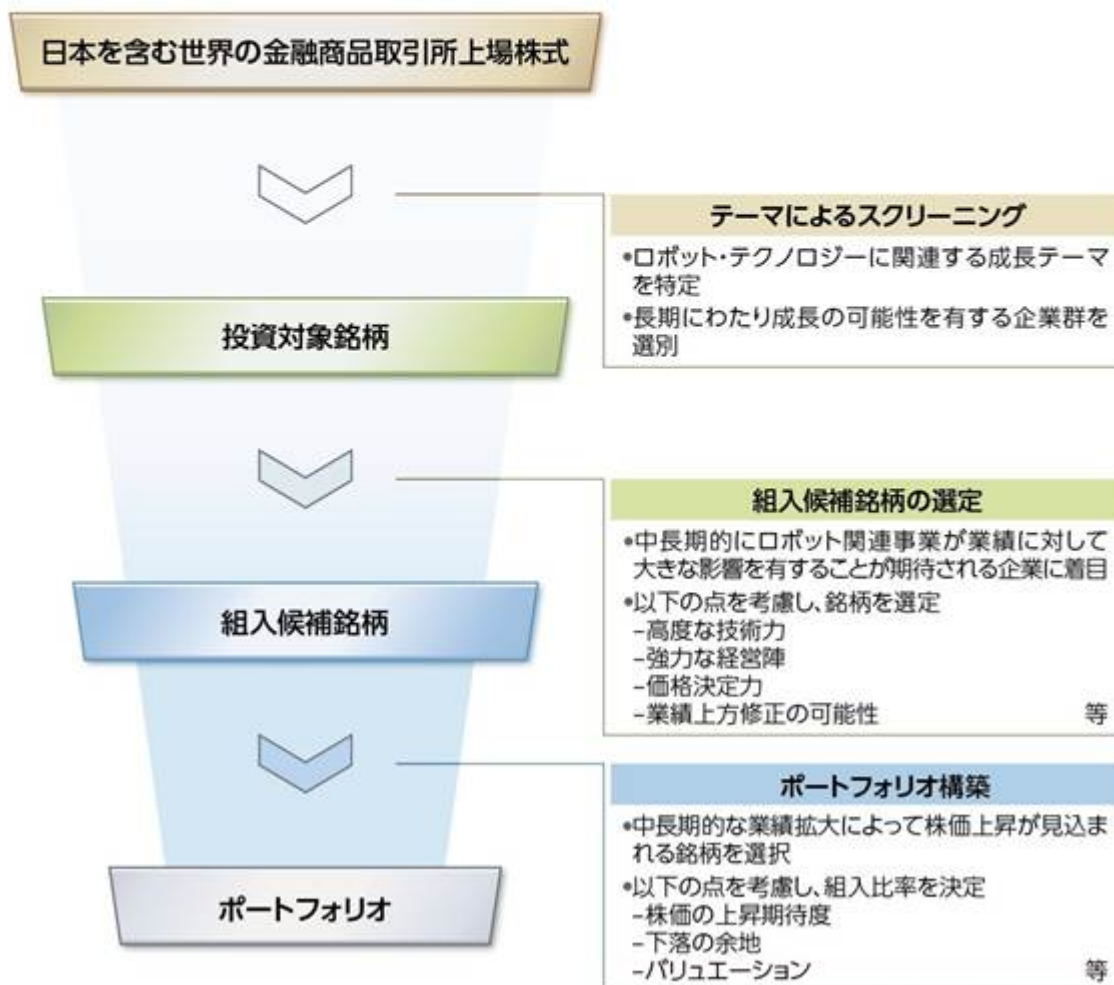 日本を含む世界の金融商品取引所上場株式
テーマによるスクリーニング
•ロボット・テクノロジーに関連する成長テーマ
を特定
•長期にわたり成長の可能性を有する企業群を
選別
投資対象銘柄
組入候補銘柄の選定
•中長期的にロボット関連事業が業績に対して
大きな影響を有することが期待される企業に着目
•以下の点を考慮し、銘柄を選定
–高度な技術力
–強力な経営陣
–価格決定力
–業績上方修正の可能性 等
組入候補銘柄
ポートフォリオ構築
•中長期的な業績拡大によって株価上昇が見込ま
れる銘柄を選択
•以下の点を考慮し、組入比率を決定
–株価の上昇期待度
–下落の余地
–バリュエーション 等
ポートフォリオ